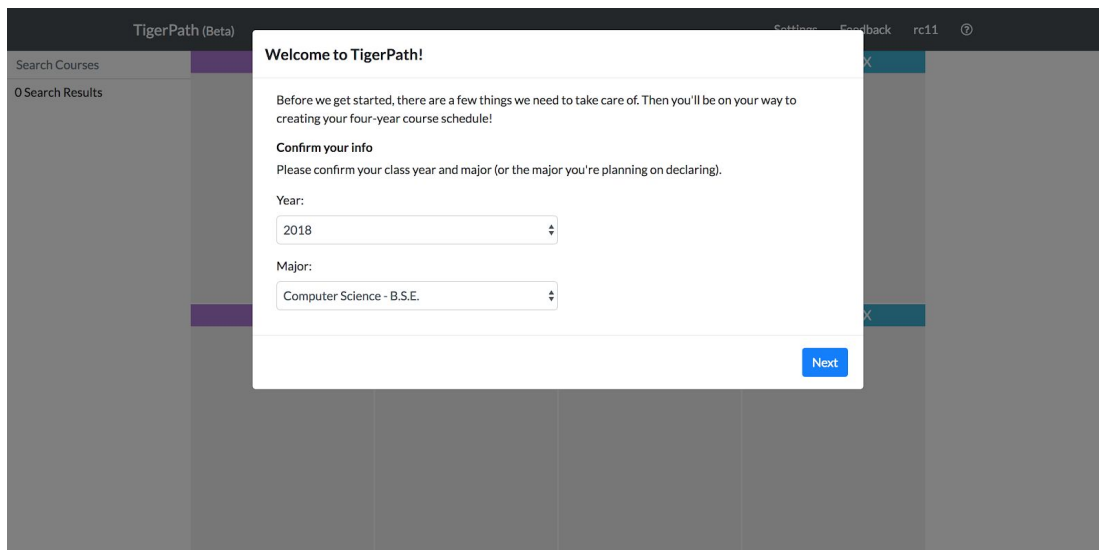 TigerPath (Beta)
Settings Feedback rc11 ?
Search Courses
0 Search Results
X
Welcome to TigerPath!
Before we get started, there are a few things we need to take care of. Then you'll be on your way to
creating your four-year course schedule!
Confirm your info
Please confirm your class year and major (or the major you're planning on declaring).
Year:
2018
Major:
Computer Science - B.S.E.
X
Next